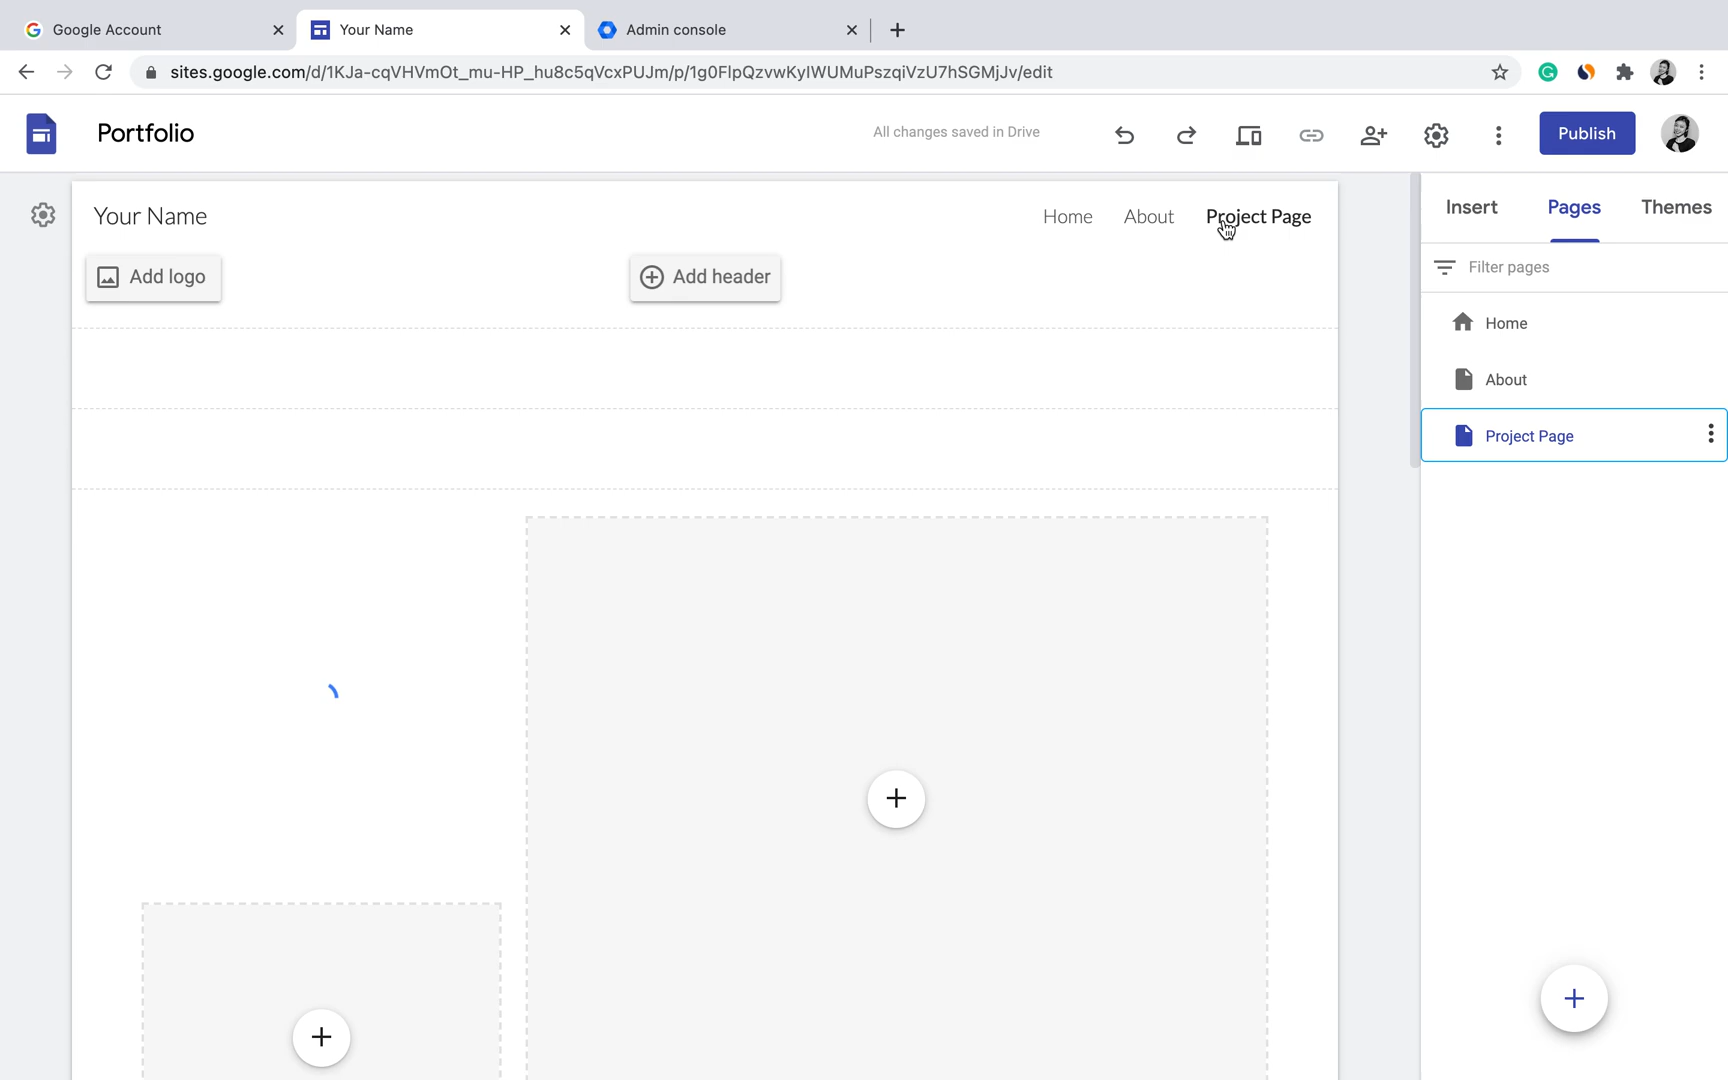 Google Account
Your Name
Admin console
sites.google.com/d/1KJa-cqVHVmOt_mu-HP_hu8c5qVcxPUJm/p/1g0FlpQzvwKyIWUMuPszqiVzU7hSGMjJv/edit
Portfolio
All changes saved in Drive
Publish
Your Name
Home
About
Project Page
Insert
Pages
Themes
Add logo
Add header
Filter pages
Home
About
Project Page